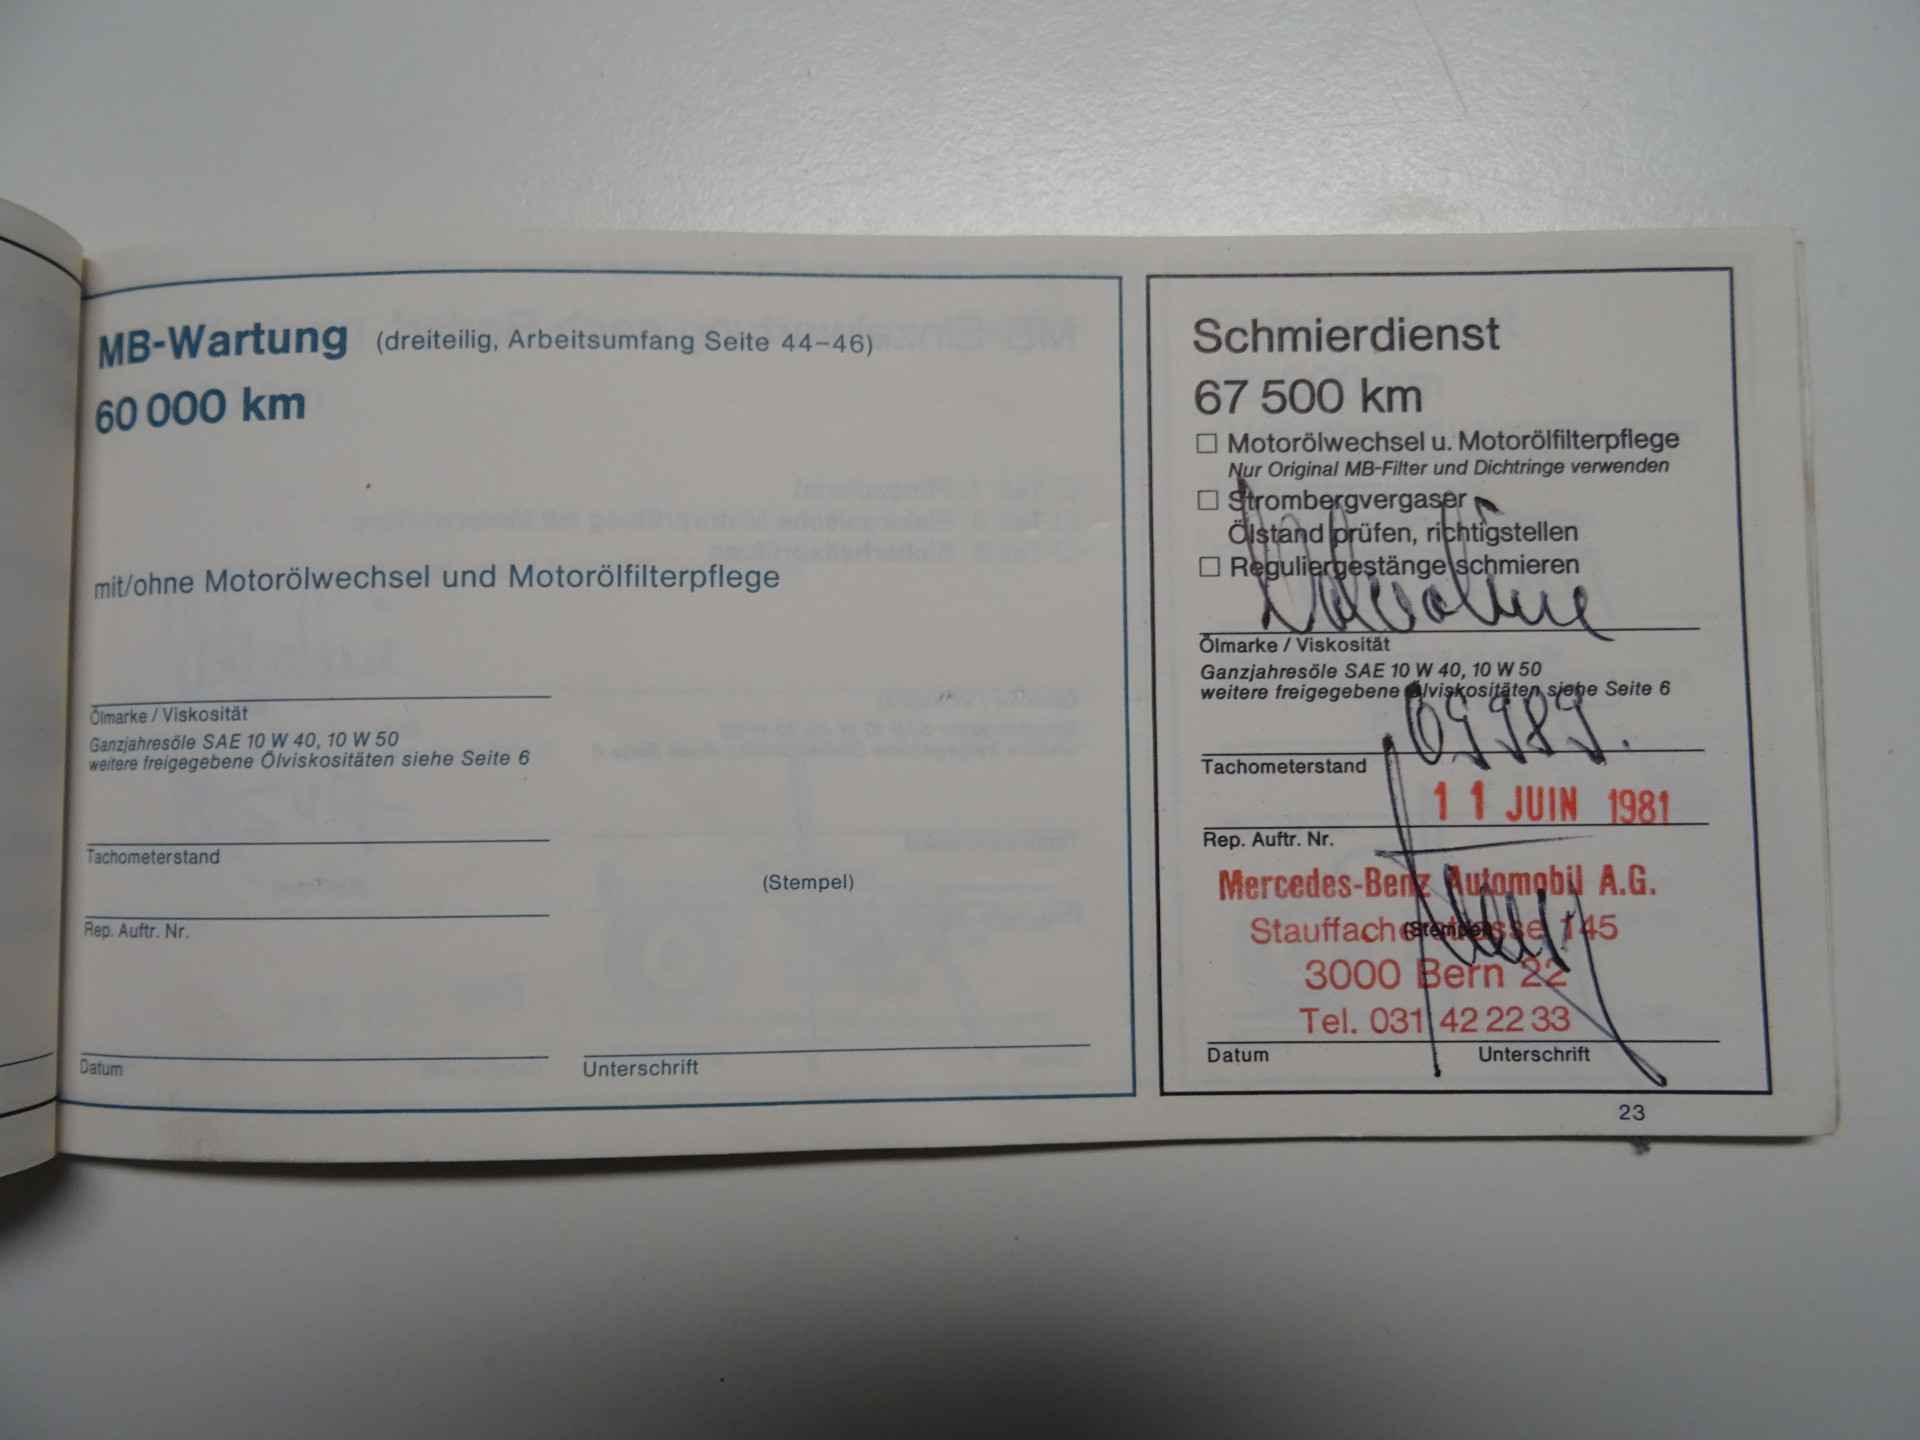 MB-Wartung (dreiteilig, Arbeitsumfang Seite 44–46)
60 000 km
mit/ohne Motorölwechsel und Motorölfilterpflege
Ölmarke / Viskosität
Ganzjahresöle SAE 10 W 40, 10 W 50
weitere freigegebene Ölviskositäten siehe Seite 6
Tachometerstand
(Stempel)
Rep. Auftr. Nr.
Datum
Unterschrift
Schmierdienst
67 500 km
Motorölwechsel u. Motorölfilterpflege
Nur Original MB-Filter und Dichtringe verwenden
Strombergvergaser
Ölstand prüfen, richtigstellen
Reguliergestänge schmieren
Valvoline
Ölmarke / Viskosität
Ganzjahresöle SAE 10 W 40, 10 W 50
weitere freigegebene Ölviskositäten siehe Seite 6
Tachometerstand
11 JUIN 1981
Rep. Auftr. Nr.
Mercedes-Benz Automobil A.G.
Stauffacherstrasse 145
(Stempel)
3000 Bern 22
Tel. 031 42 22 33
Datum
Unterschrift
23